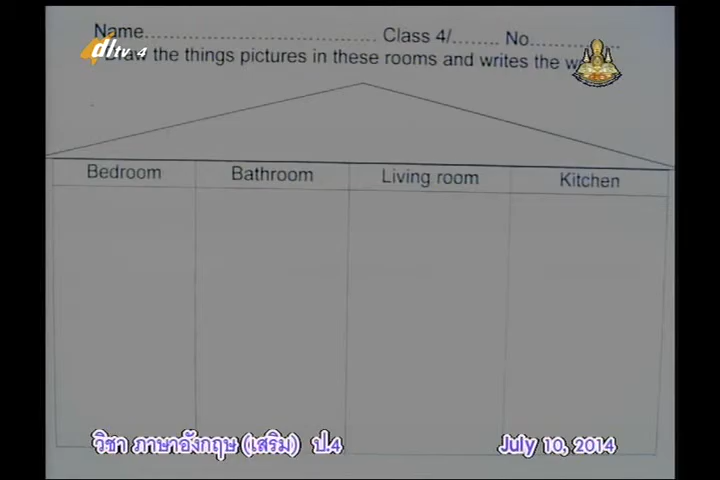 Name.................................... Class 4/........ No...............
dltv 4
Draw the things pictures in these rooms and writes the
Bedroom Bathroom Living room Kitchen
วิชา ภาษาอังกฤษ (เสริม) ป.4 July 10, 2014